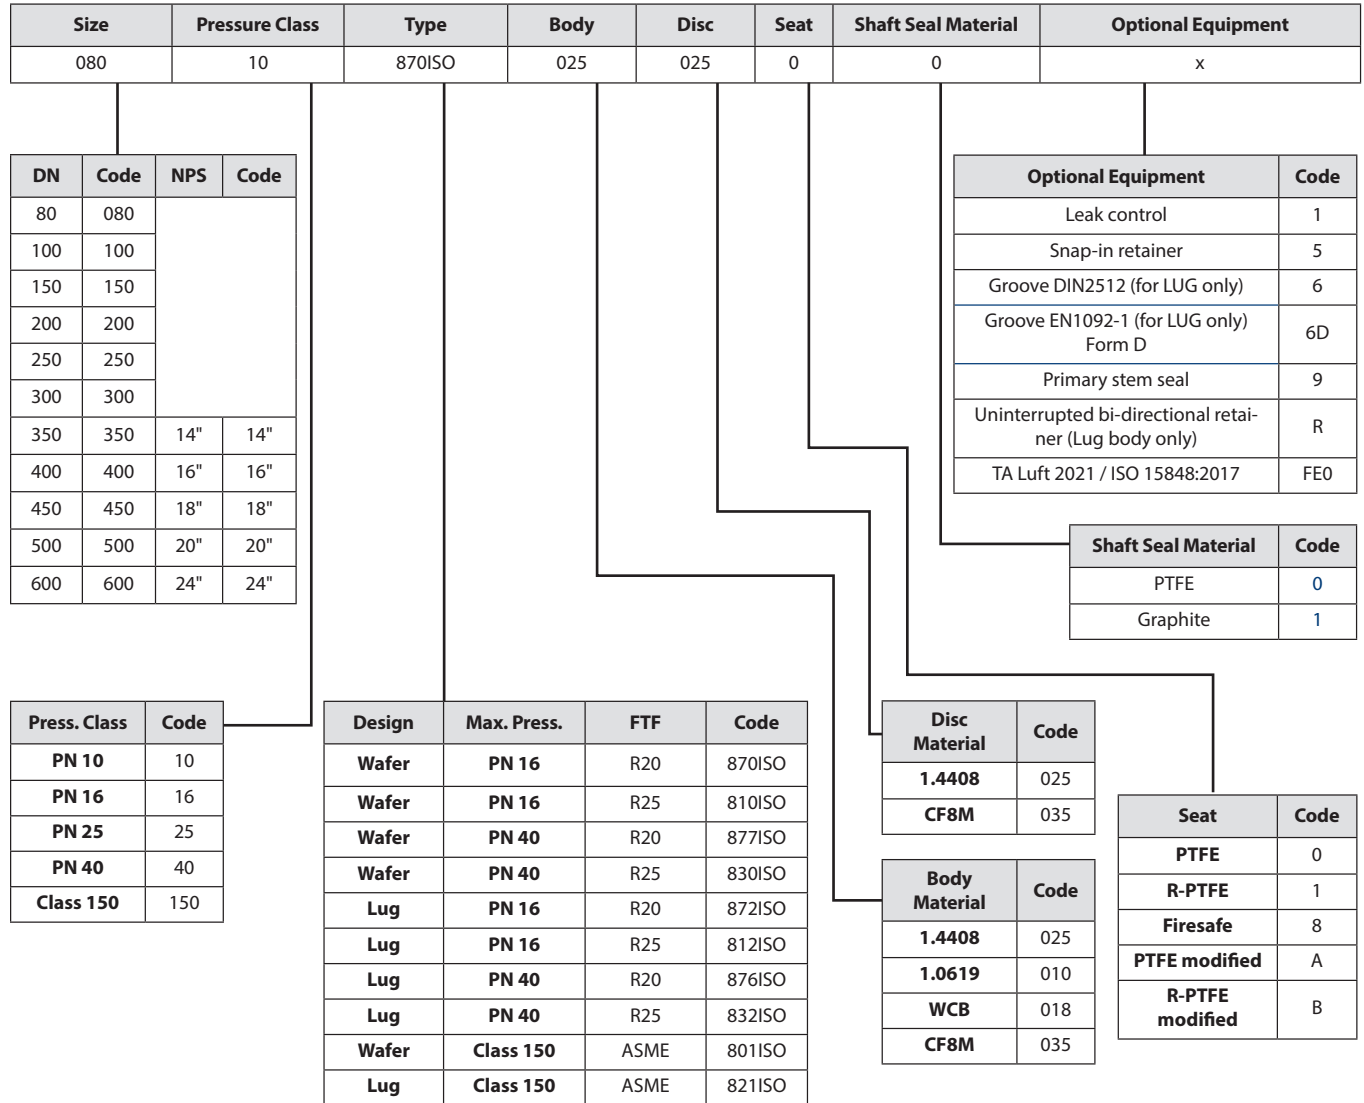 Size Pressure Class Type Body Disc Seat Shaft Seal Material Optional Equipment
080 10 870ISO 025 025 0 0 x
DN Code NPS Code
80 080
100 100
150 150
200 200
250 250
300 300
350 350 14" 14"
400 400 16" 16"
450 450 18" 18"
500 500 20" 20"
600 600 24" 24"
Optional Equipment Code
Leak control 1
Snap-in retainer 5
Groove DIN2512 (for LUG only) 6
Groove EN1092-1 (for LUG only)
Form D 6D
Primary stem seal 9
Uninterrupted bi-directional retai-
ner (Lug body only) R
TA Luft 2021 / ISO 15848:2017 FE0
Shaft Seal Material Code
PTFE 0
Graphite 1
Press. Class Code
PN 10 10
PN 16 16
PN 25 25
PN 40 40
Class 150 150
Design Max. Press. FTF Code
Wafer PN 16 R20 870ISO
Wafer PN 16 R25 810ISO
Wafer PN 40 R20 877ISO
Wafer PN 40 R25 830ISO
Lug PN 16 R20 872ISO
Lug PN 16 R25 812ISO
Lug PN 40 R20 876ISO
Lug PN 40 R25 832ISO
Wafer Class 150 ASME 801ISO
Lug Class 150 ASME 821ISO
Disc
Material Code
1.4408 025
CF8M 035
Body
Material Code
1.4408 025
1.0619 010
WCB 018
CF8M 035
Seat Code
PTFE 0
R-PTFE 1
Firesafe 8
PTFE modified A
R-PTFE
modified B